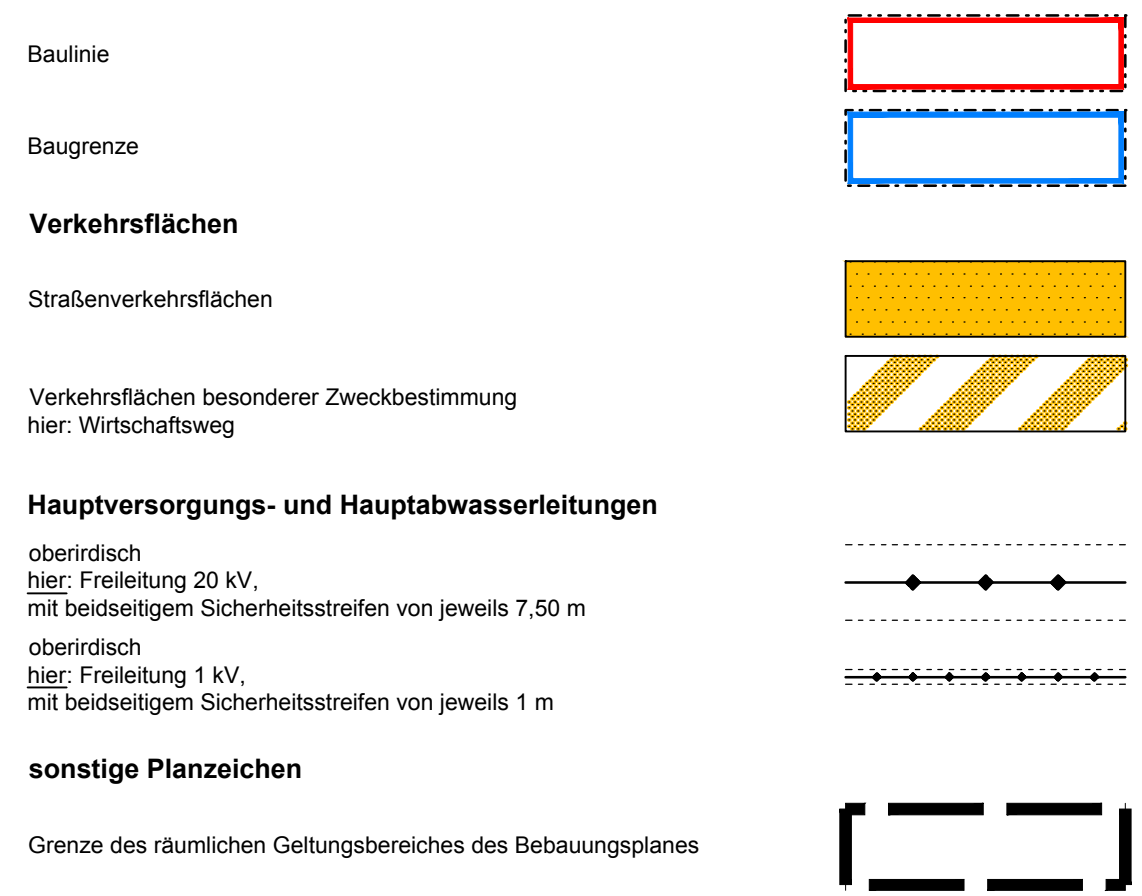 Baulinie
Baugrenze
Verkehrsflächen
Straßenverkehrsflächen
Verkehrsflächen besonderer Zweckbestimmung
hier: Wirtschaftsweg
Hauptversorgungs- und Hauptabwasserleitungen
oberirdisch
hier: Freileitung 20 kV,
mit beidseitigem Sicherheitsstreifen von jeweils 7,50 m
oberirdisch
hier: Freileitung 1 kV,
mit beidseitigem Sicherheitsstreifen von jeweils 1 m
sonstige Planzeichen
Grenze des räumlichen Geltungsbereiches des Bebauungsplanes